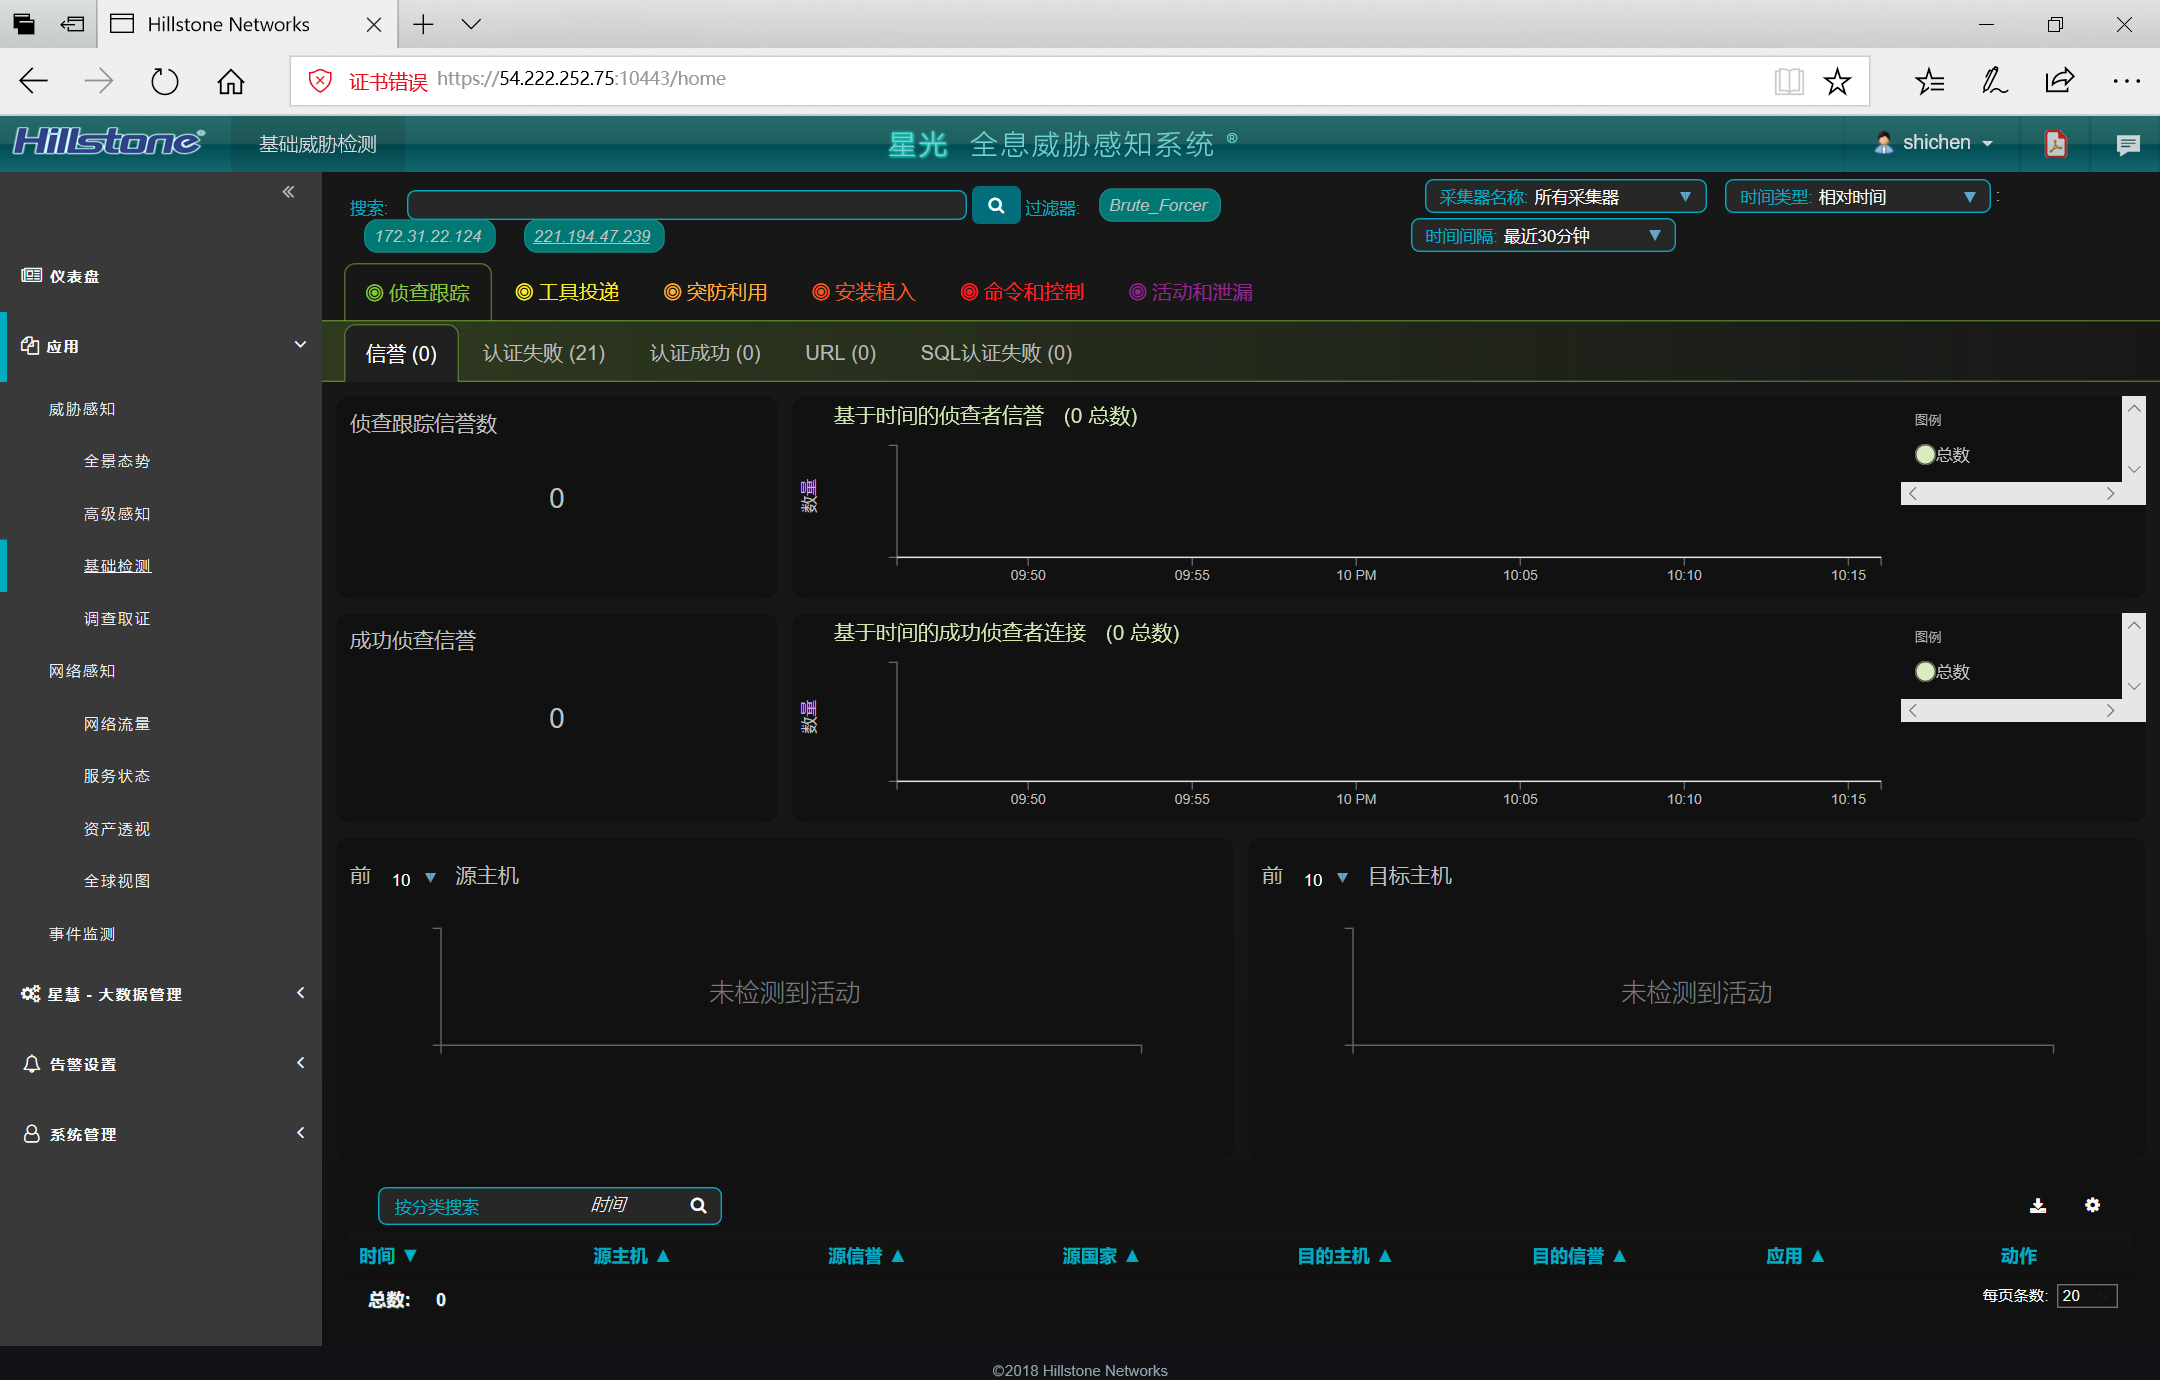 Hillstone Networks
证书错误 https://54.222.252.75:10443/home
Hillstone®
基础威胁检测
星光 全息威胁感知系统 ®
shichen
搜索:
过滤器: Brute_Forcer
采集器名称: 所有采集器
时间类型: 相对时间 :
172.31.22.124 221.194.47.239
时间间隔: 最近30分钟
仪表盘
应用
威胁感知
全景态势
高级感知
基础检测
调查取证
网络感知
网络流量
服务状态
资产透视
全球视图
事件监测
星慧 - 大数据管理
告警设置
系统管理
侦查跟踪 工具投递 突防利用 安装植入 命令和控制 活动和泄漏
信誉 (0) 认证失败 (21) 认证成功 (0) URL (0) SQL认证失败 (0)
侦查跟踪信誉数
0
基于时间的侦查者信誉 (0 总数)
数量
09:50 09:55 10 PM 10:05 10:10 10:15
图例
总数
成功侦查信誉
0
基于时间的成功侦查者连接 (0 总数)
数量
09:50 09:55 10 PM 10:05 10:10 10:15
图例
总数
前 10 源主机
未检测到活动
前 10 目标主机
未检测到活动
按分类搜索 时间
时间 源主机 源信誉 源国家 目的主机 目的信誉 应用 动作
总数: 0
每页条数: 20
©2018 Hillstone Networks